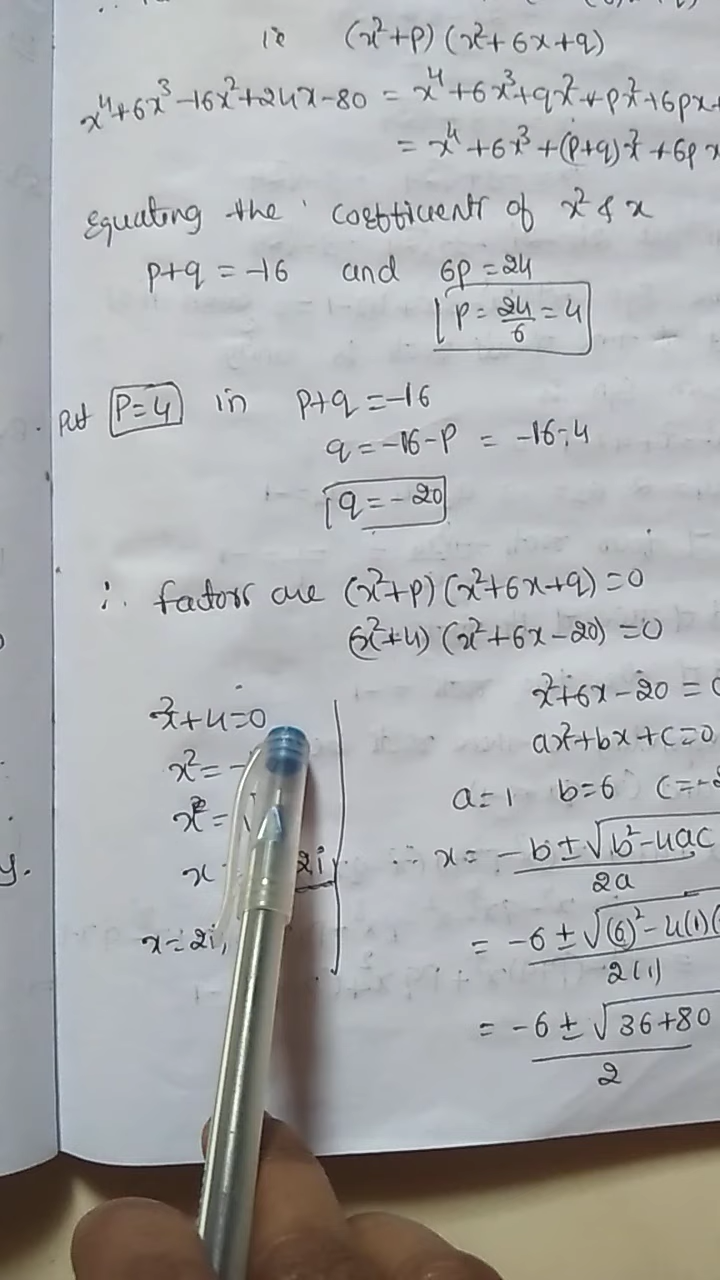 ie (x²+p) (x²+6x+q)
x⁴+6x³-16x²+24x-80 = x⁴+6x³+qx²+px²+6px+
= x⁴+6x³+(p+q)x²+6px
Equating the coefficients of x² & x
p+q = -16 and 6p = 24
p = 24/6 = 4
Put P=4 in p+q = -16
q = -16-p = -16-4
q = -20
∴ factors are (x²+p) (x²+6x+q) = 0
(x²+4) (x²+6x-20) = 0
x²+4=0
x² = -
x =
x 2i
x = 2i,
x²+6x-20 =
ax²+bx+c=0
a=1 b=6 c=-
∴ x = -b ± √b²-4ac / 2a
= -6 ± √(6)²-4(1)( / 2(1)
= -6 ± √36+80 / 2
y.